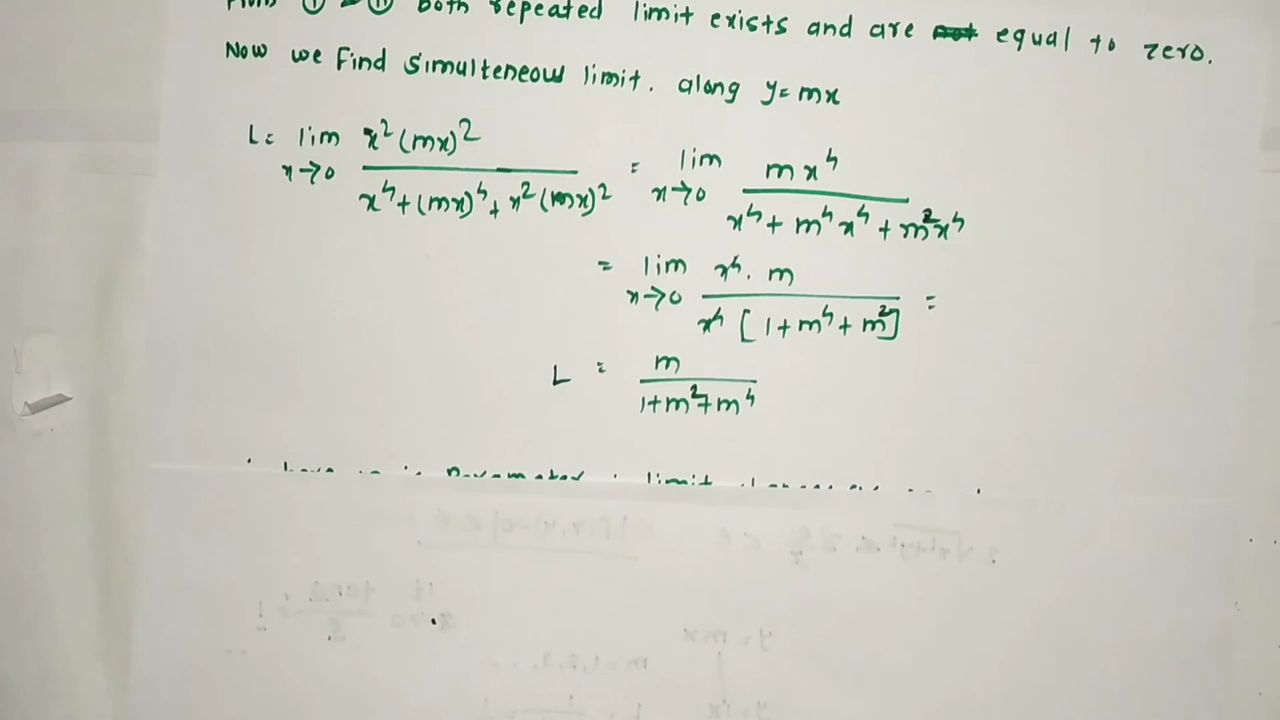 both repeated limit exists and are not equal to zero.
Now we find simulteneous limit. along y= mx
L= lim x→0 x²(mx)² / x⁴+(mx)⁴+x²(mx)² = lim x→0 mx⁴ / x⁴+m⁴x⁴+m²x⁴
= lim x→0 x⁴. m / x⁴ [1+m⁴+m²] =
L = m / 1+m²+m⁴
limit